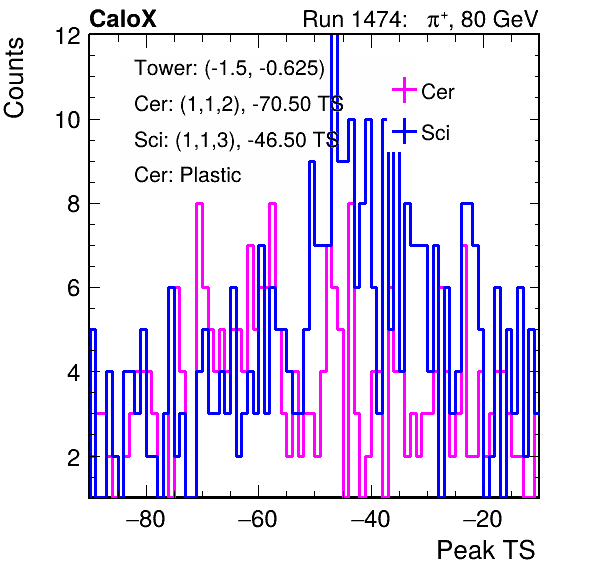 CaloX Run 1474: π⁺, 80 GeV
Counts
12
Tower: (-1.5, -0.625)
Cer
Cer: (1,1,2), -70.50 TS
10
Sci
Sci: (1,1,3), -46.50 TS
Cer: Plastic
8
6
4
2
−80 −60 −40 −20
Peak TS